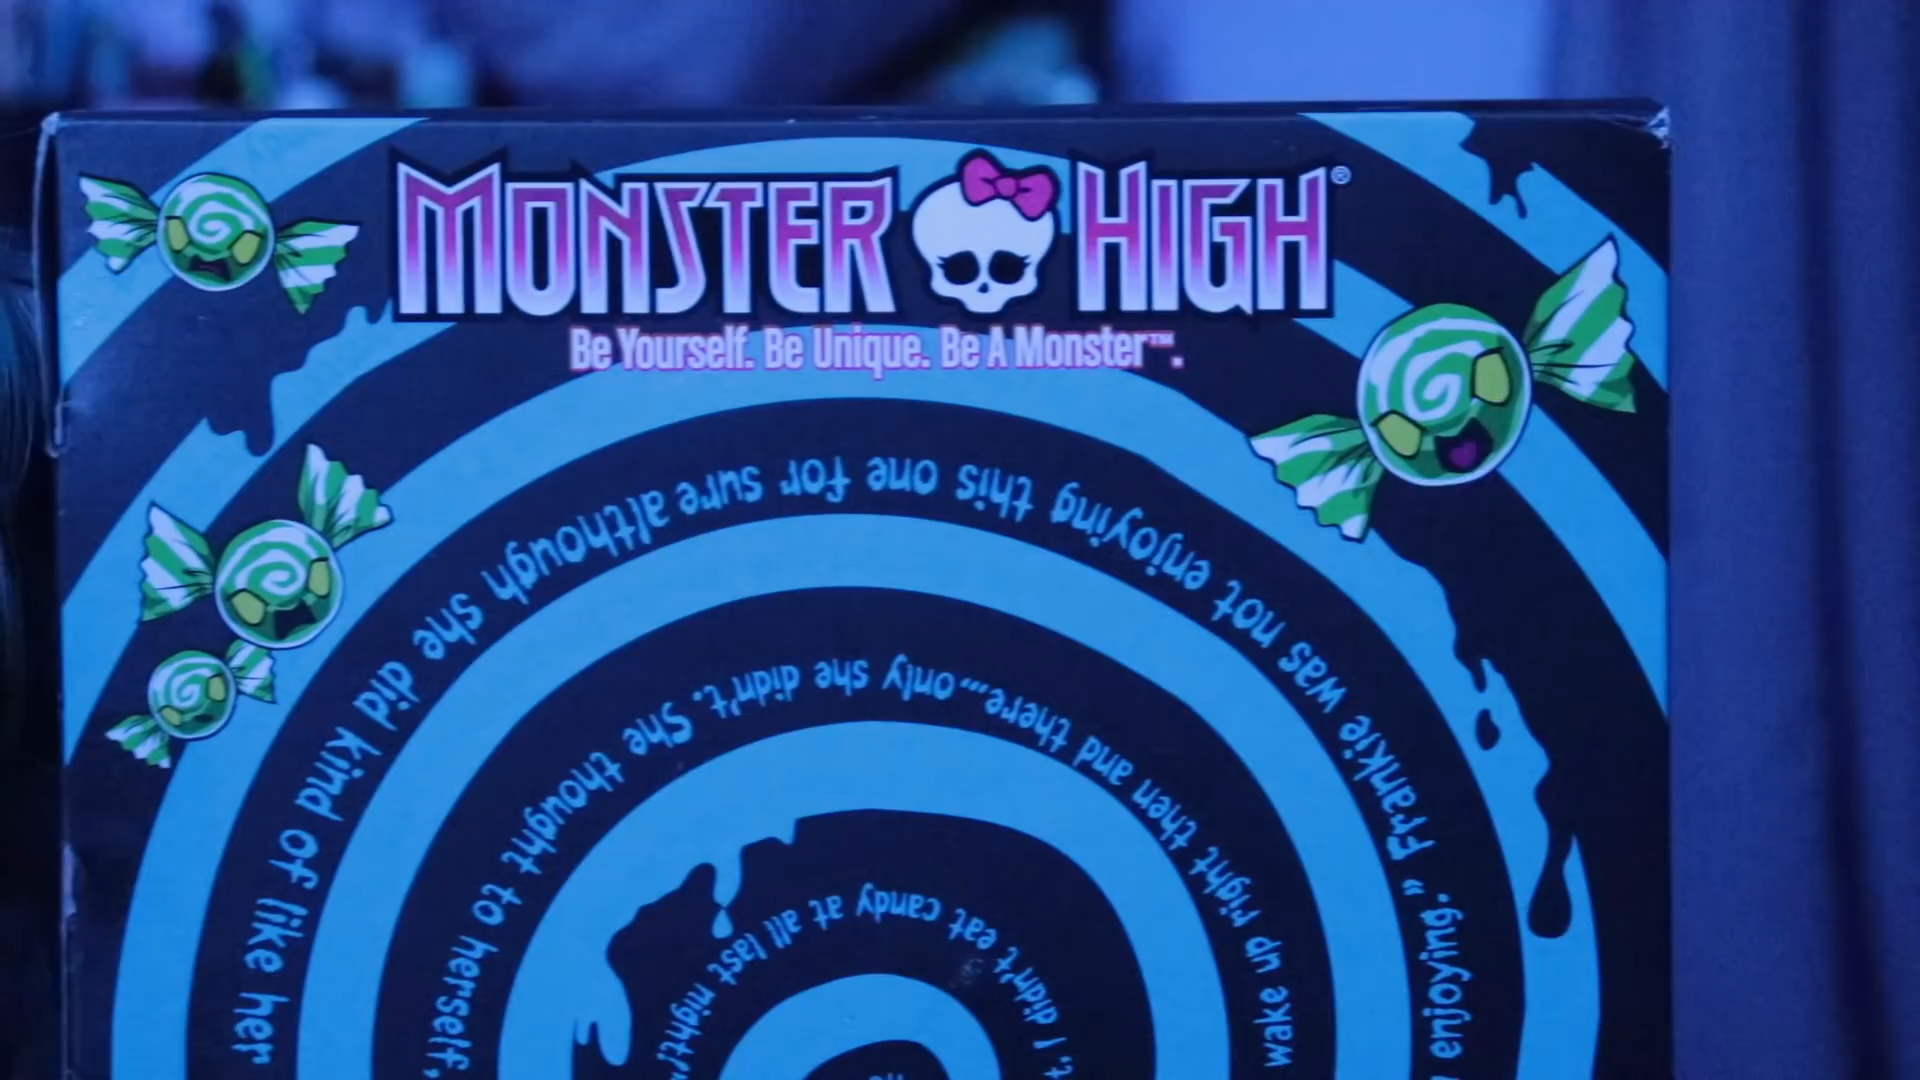 MONSTER HIGH®
Be Yourself. Be Unique. Be A Monster™.
enjoying.” Frankie was not enjoying this one for sure although she did kind of like her
wake up right then and there...only she didn't. She thought to herself,
I didn't eat candy at all last night!